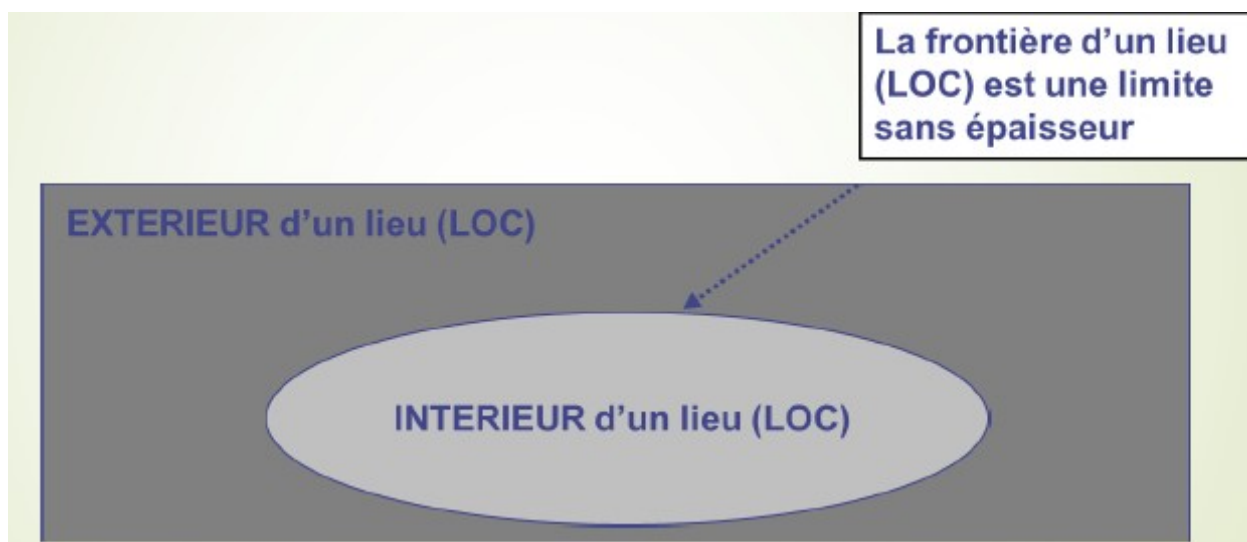 La frontière d'un lieu
(LOC) est une limite
sans épaisseur
EXTERIEUR d'un lieu (LOC)
INTERIEUR d'un lieu (LOC)